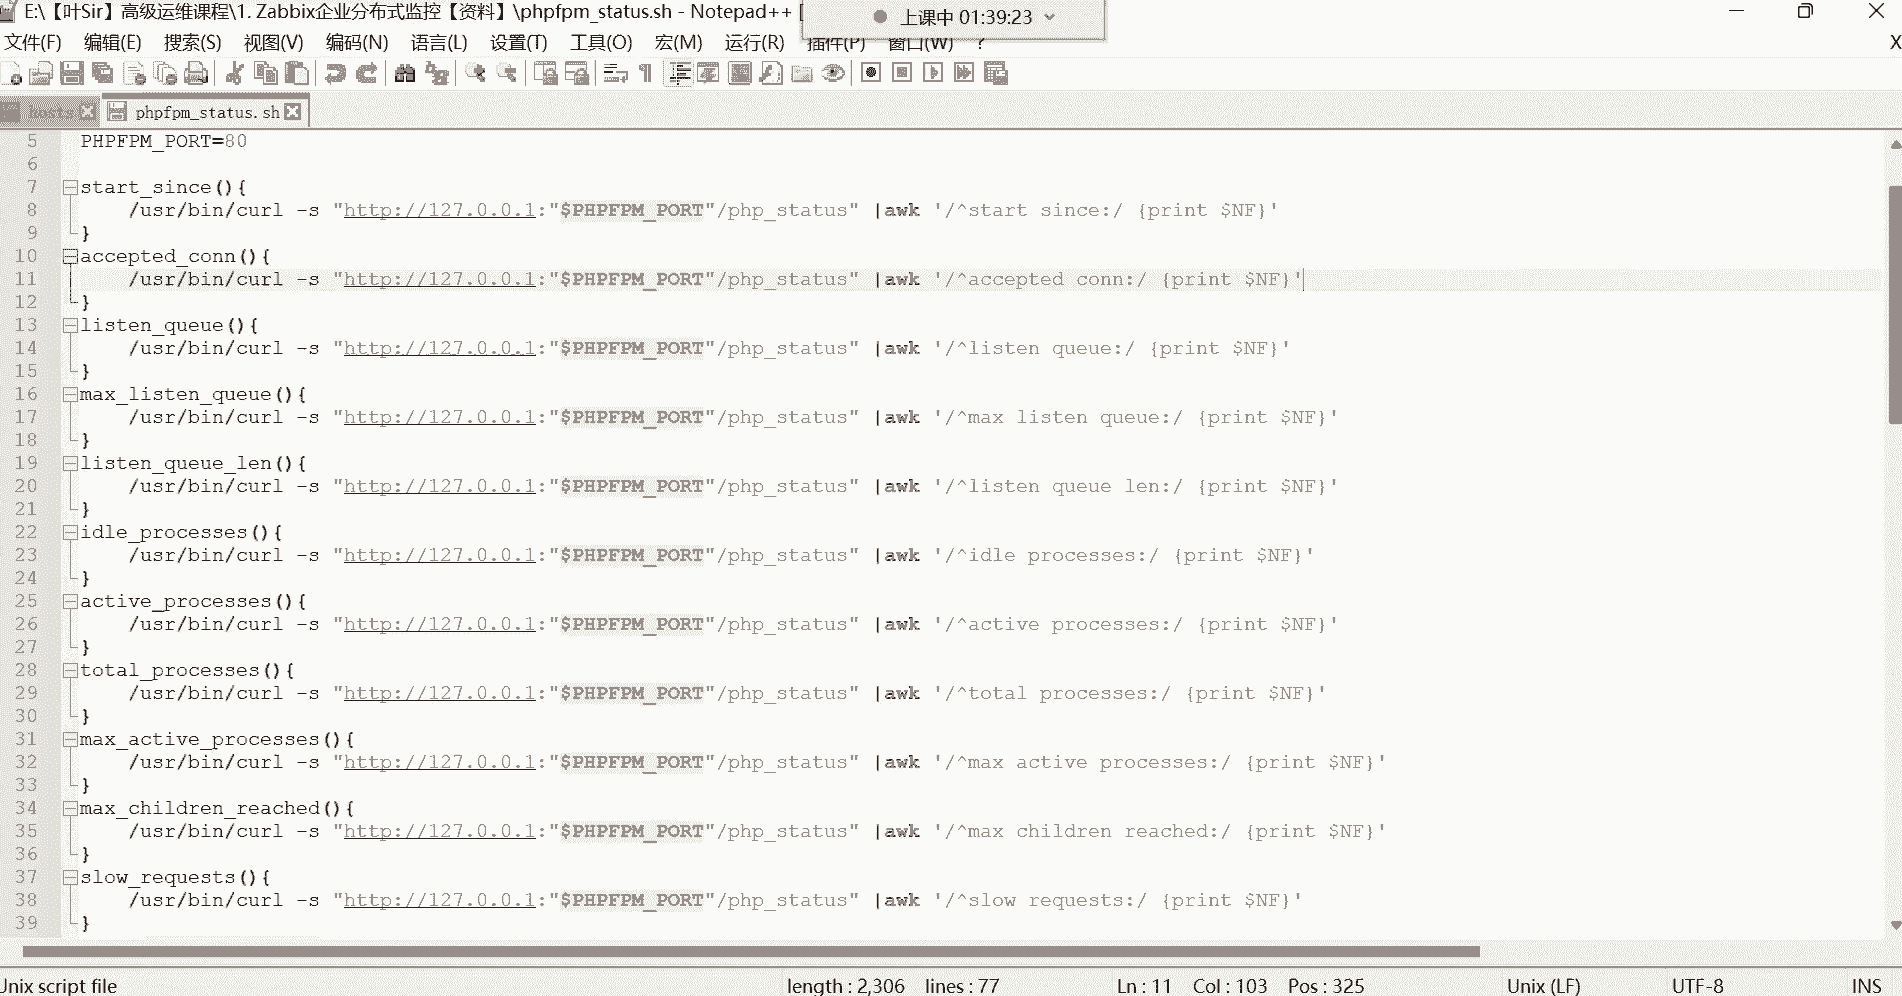 E:\【叶Sir】高级运维课程\1. Zabbix企业分布式监控【资料】\phpfpm_status.sh - Notepad++ [
上课中 01:39:23
文件(F) 编辑(E) 搜索(S) 视图(V) 编码(N) 语言(L) 设置(T) 工具(O) 宏(M) 运行(R) 插件(P) 窗口(W) ? X
hosts phpfpm_status.sh
5 PHPFPM_PORT=80
6
7 start_since(){
8 /usr/bin/curl -s "http://127.0.0.1:"$PHPFPM_PORT"/php_status" |awk '/^start since:/ {print $NF}'
9 }
10 accepted_conn(){
11 /usr/bin/curl -s "http://127.0.0.1:"$PHPFPM_PORT"/php_status" |awk '/^accepted conn:/ {print $NF}'
12 }
13 listen_queue(){
14 /usr/bin/curl -s "http://127.0.0.1:"$PHPFPM_PORT"/php_status" |awk '/^listen queue:/ {print $NF}'
15 }
16 max_listen_queue(){
17 /usr/bin/curl -s "http://127.0.0.1:"$PHPFPM_PORT"/php_status" |awk '/^max listen queue:/ {print $NF}'
18 }
19 listen_queue_len(){
20 /usr/bin/curl -s "http://127.0.0.1:"$PHPFPM_PORT"/php_status" |awk '/^listen queue len:/ {print $NF}'
21 }
22 idle_processes(){
23 /usr/bin/curl -s "http://127.0.0.1:"$PHPFPM_PORT"/php_status" |awk '/^idle processes:/ {print $NF}'
24 }
25 active_processes(){
26 /usr/bin/curl -s "http://127.0.0.1:"$PHPFPM_PORT"/php_status" |awk '/^active processes:/ {print $NF}'
27 }
28 total_processes(){
29 /usr/bin/curl -s "http://127.0.0.1:"$PHPFPM_PORT"/php_status" |awk '/^total processes:/ {print $NF}'
30 }
31 max_active_processes(){
32 /usr/bin/curl -s "http://127.0.0.1:"$PHPFPM_PORT"/php_status" |awk '/^max active processes:/ {print $NF}'
33 }
34 max_children_reached(){
35 /usr/bin/curl -s "http://127.0.0.1:"$PHPFPM_PORT"/php_status" |awk '/^max children reached:/ {print $NF}'
36 }
37 slow_requests(){
38 /usr/bin/curl -s "http://127.0.0.1:"$PHPFPM_PORT"/php_status" |awk '/^slow requests:/ {print $NF}'
39 }
Unix script file length : 2,306 lines : 77 Ln : 11 Col : 103 Pos : 325 Unix (LF) UTF-8 INS